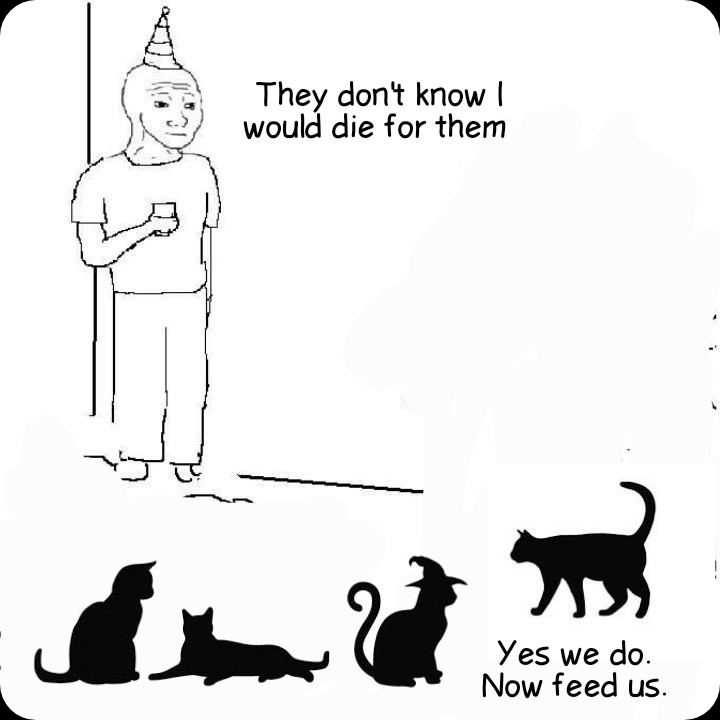 They don't know I
would die for them
Yes we do.
Now feed us.